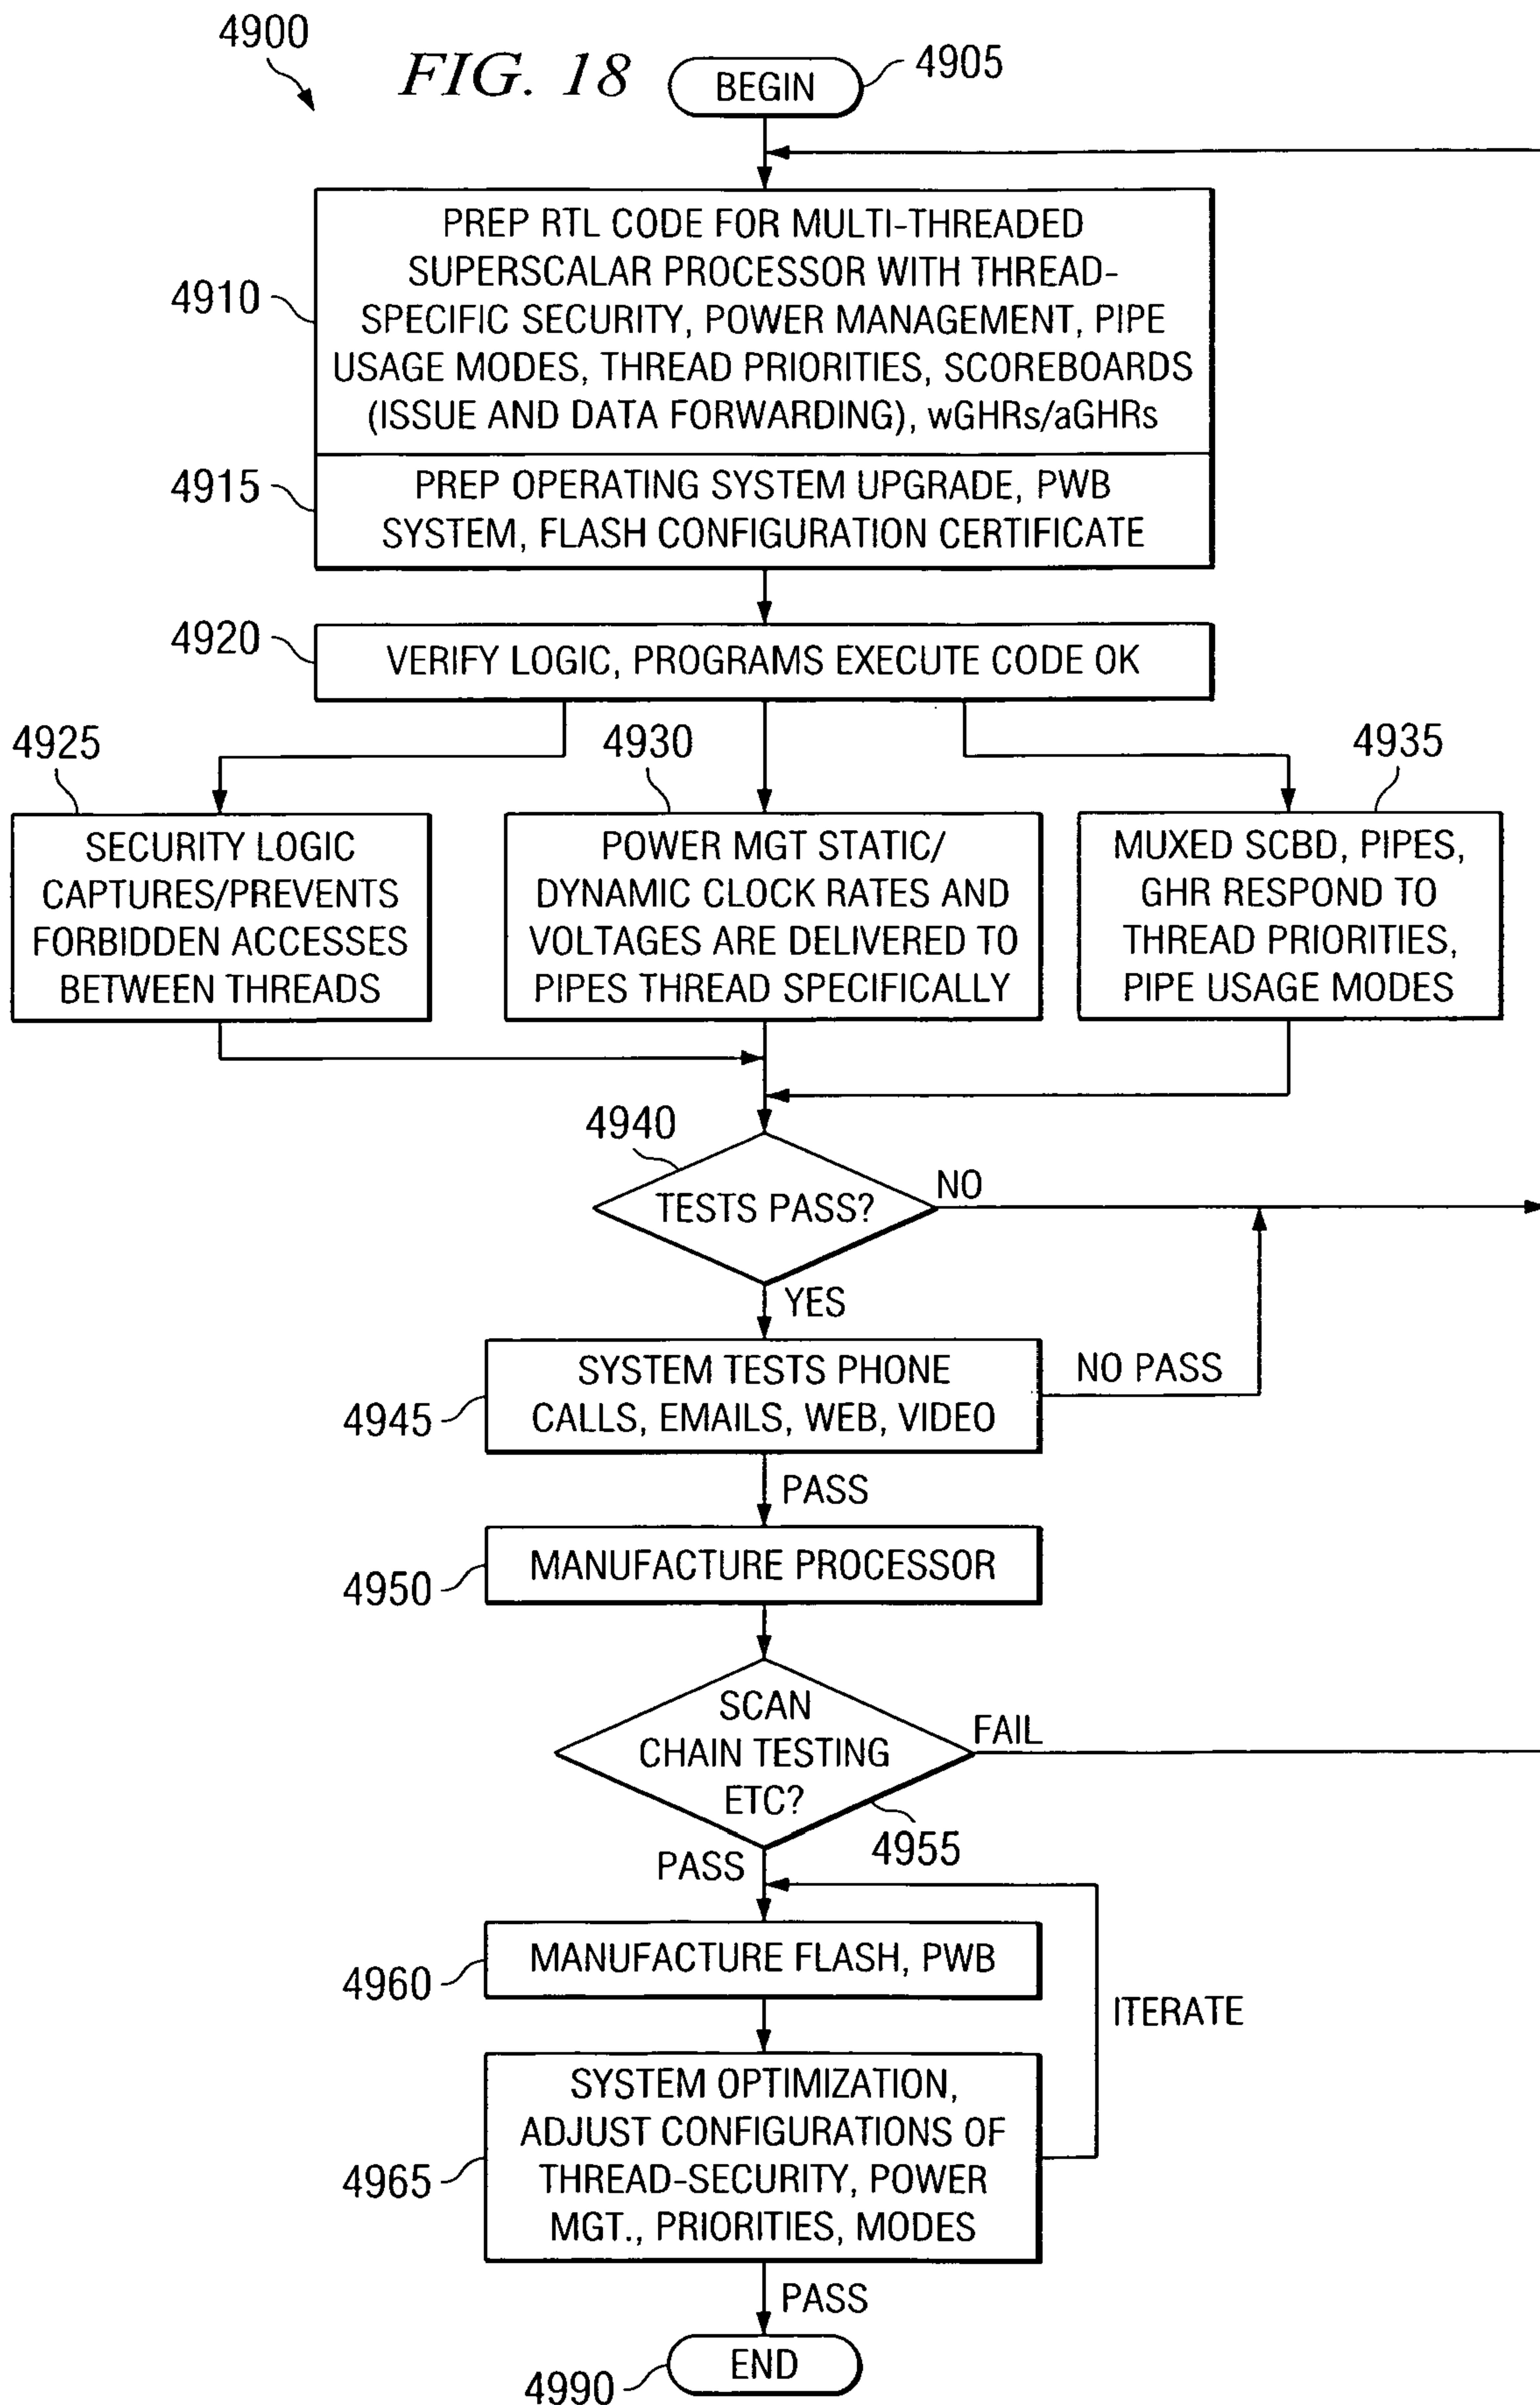 4900
FIG. 18
BEGIN
4905
4910
PREP RTL CODE FOR MULTI-THREADED
SUPERSCALAR PROCESSOR WITH THREAD-
SPECIFIC SECURITY, POWER MANAGEMENT, PIPE
USAGE MODES, THREAD PRIORITIES, SCOREBOARDS
(ISSUE AND DATA FORWARDING), wGHRs/aGHRs
4915
PREP OPERATING SYSTEM UPGRADE, PWB
SYSTEM, FLASH CONFIGURATION CERTIFICATE
4920
VERIFY LOGIC, PROGRAMS EXECUTE CODE OK
4925
SECURITY LOGIC
CAPTURES/PREVENTS
FORBIDDEN ACCESSES
BETWEEN THREADS
4930
POWER MGT STATIC/
DYNAMIC CLOCK RATES AND
VOLTAGES ARE DELIVERED TO
PIPES THREAD SPECIFICALLY
4935
MUXED SCBD, PIPES,
GHR RESPOND TO
THREAD PRIORITIES,
PIPE USAGE MODES
4940
TESTS PASS?
NO
YES
4945
SYSTEM TESTS PHONE
CALLS, EMAILS, WEB, VIDEO
NO PASS
PASS
4950
MANUFACTURE PROCESSOR
SCAN
CHAIN TESTING
ETC?
FAIL
4955
PASS
4960
MANUFACTURE FLASH, PWB
ITERATE
4965
SYSTEM OPTIMIZATION,
ADJUST CONFIGURATIONS OF
THREAD-SECURITY, POWER
MGT., PRIORITIES, MODES
PASS
4990
END